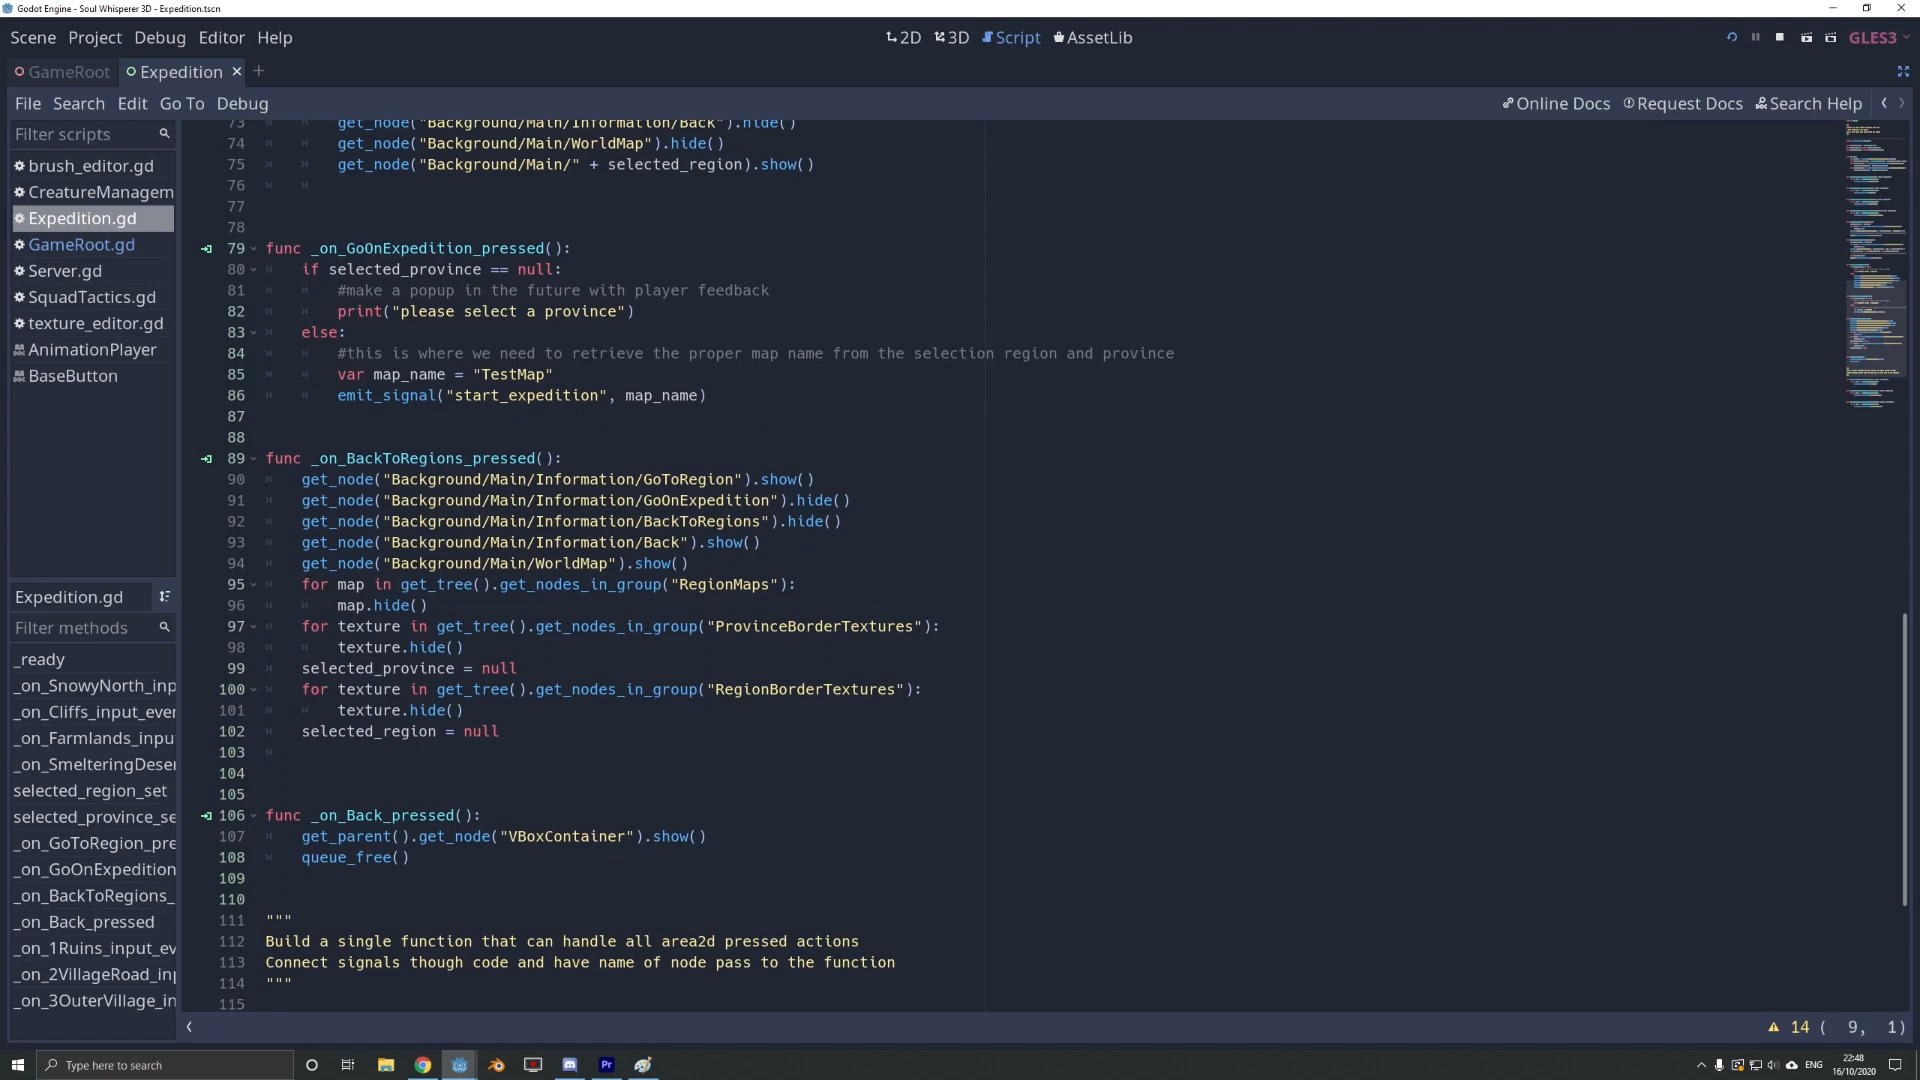 Godot Engine - Soul Whisperer 3D - Expedition.tscn
Scene Project Debug Editor Help
2D 3D Script AssetLib
GLES3
GameRoot Expedition
File Search Edit Go To Debug
Online Docs Request Docs Search Help
Filter scripts
brush_editor.gd
CreatureManagem
Expedition.gd
GameRoot.gd
Server.gd
SquadTactics.gd
texture_editor.gd
AnimationPlayer
BaseButton
Expedition.gd
Filter methods
_ready
_on_SnowyNorth_inp
_on_Cliffs_input_ever
_on_Farmlands_inpu
_on_SmelteringDeser
selected_region_set
selected_province_se
_on_GoToRegion_pre
_on_GoOnExpedition
_on_BackToRegions_
_on_Back_pressed
_on_1Ruins_input_ev
_on_2VillageRoad_inp
_on_3OuterVillage_in
73 get_node("Background/Main/Information/Back").hide()
74 get_node("Background/Main/WorldMap").hide()
75 get_node("Background/Main/" + selected_region).show()
76
77
78
79 func _on_GoOnExpedition_pressed():
80 if selected_province == null:
81 #make a popup in the future with player feedback
82 print("please select a province")
83 else:
84 #this is where we need to retrieve the proper map name from the selection region and province
85 var map_name = "TestMap"
86 emit_signal("start_expedition", map_name)
87
88
89 func _on_BackToRegions_pressed():
90 get_node("Background/Main/Information/GoToRegion").show()
91 get_node("Background/Main/Information/GoOnExpedition").hide()
92 get_node("Background/Main/Information/BackToRegions").hide()
93 get_node("Background/Main/Information/Back").show()
94 get_node("Background/Main/WorldMap").show()
95 for map in get_tree().get_nodes_in_group("RegionMaps"):
96 map.hide()
97 for texture in get_tree().get_nodes_in_group("ProvinceBorderTextures"):
98 texture.hide()
99 selected_province = null
100 for texture in get_tree().get_nodes_in_group("RegionBorderTextures"):
101 texture.hide()
102 selected_region = null
103
104
105
106 func _on_Back_pressed():
107 get_parent().get_node("VBoxContainer").show()
108 queue_free()
109
110
111 """
112 Build a single function that can handle all area2d pressed actions
113 Connect signals though code and have name of node pass to the function
114 """
115
14 ( 9, 1)
Type here to search
Pr
ENG
22:48
16/10/2020